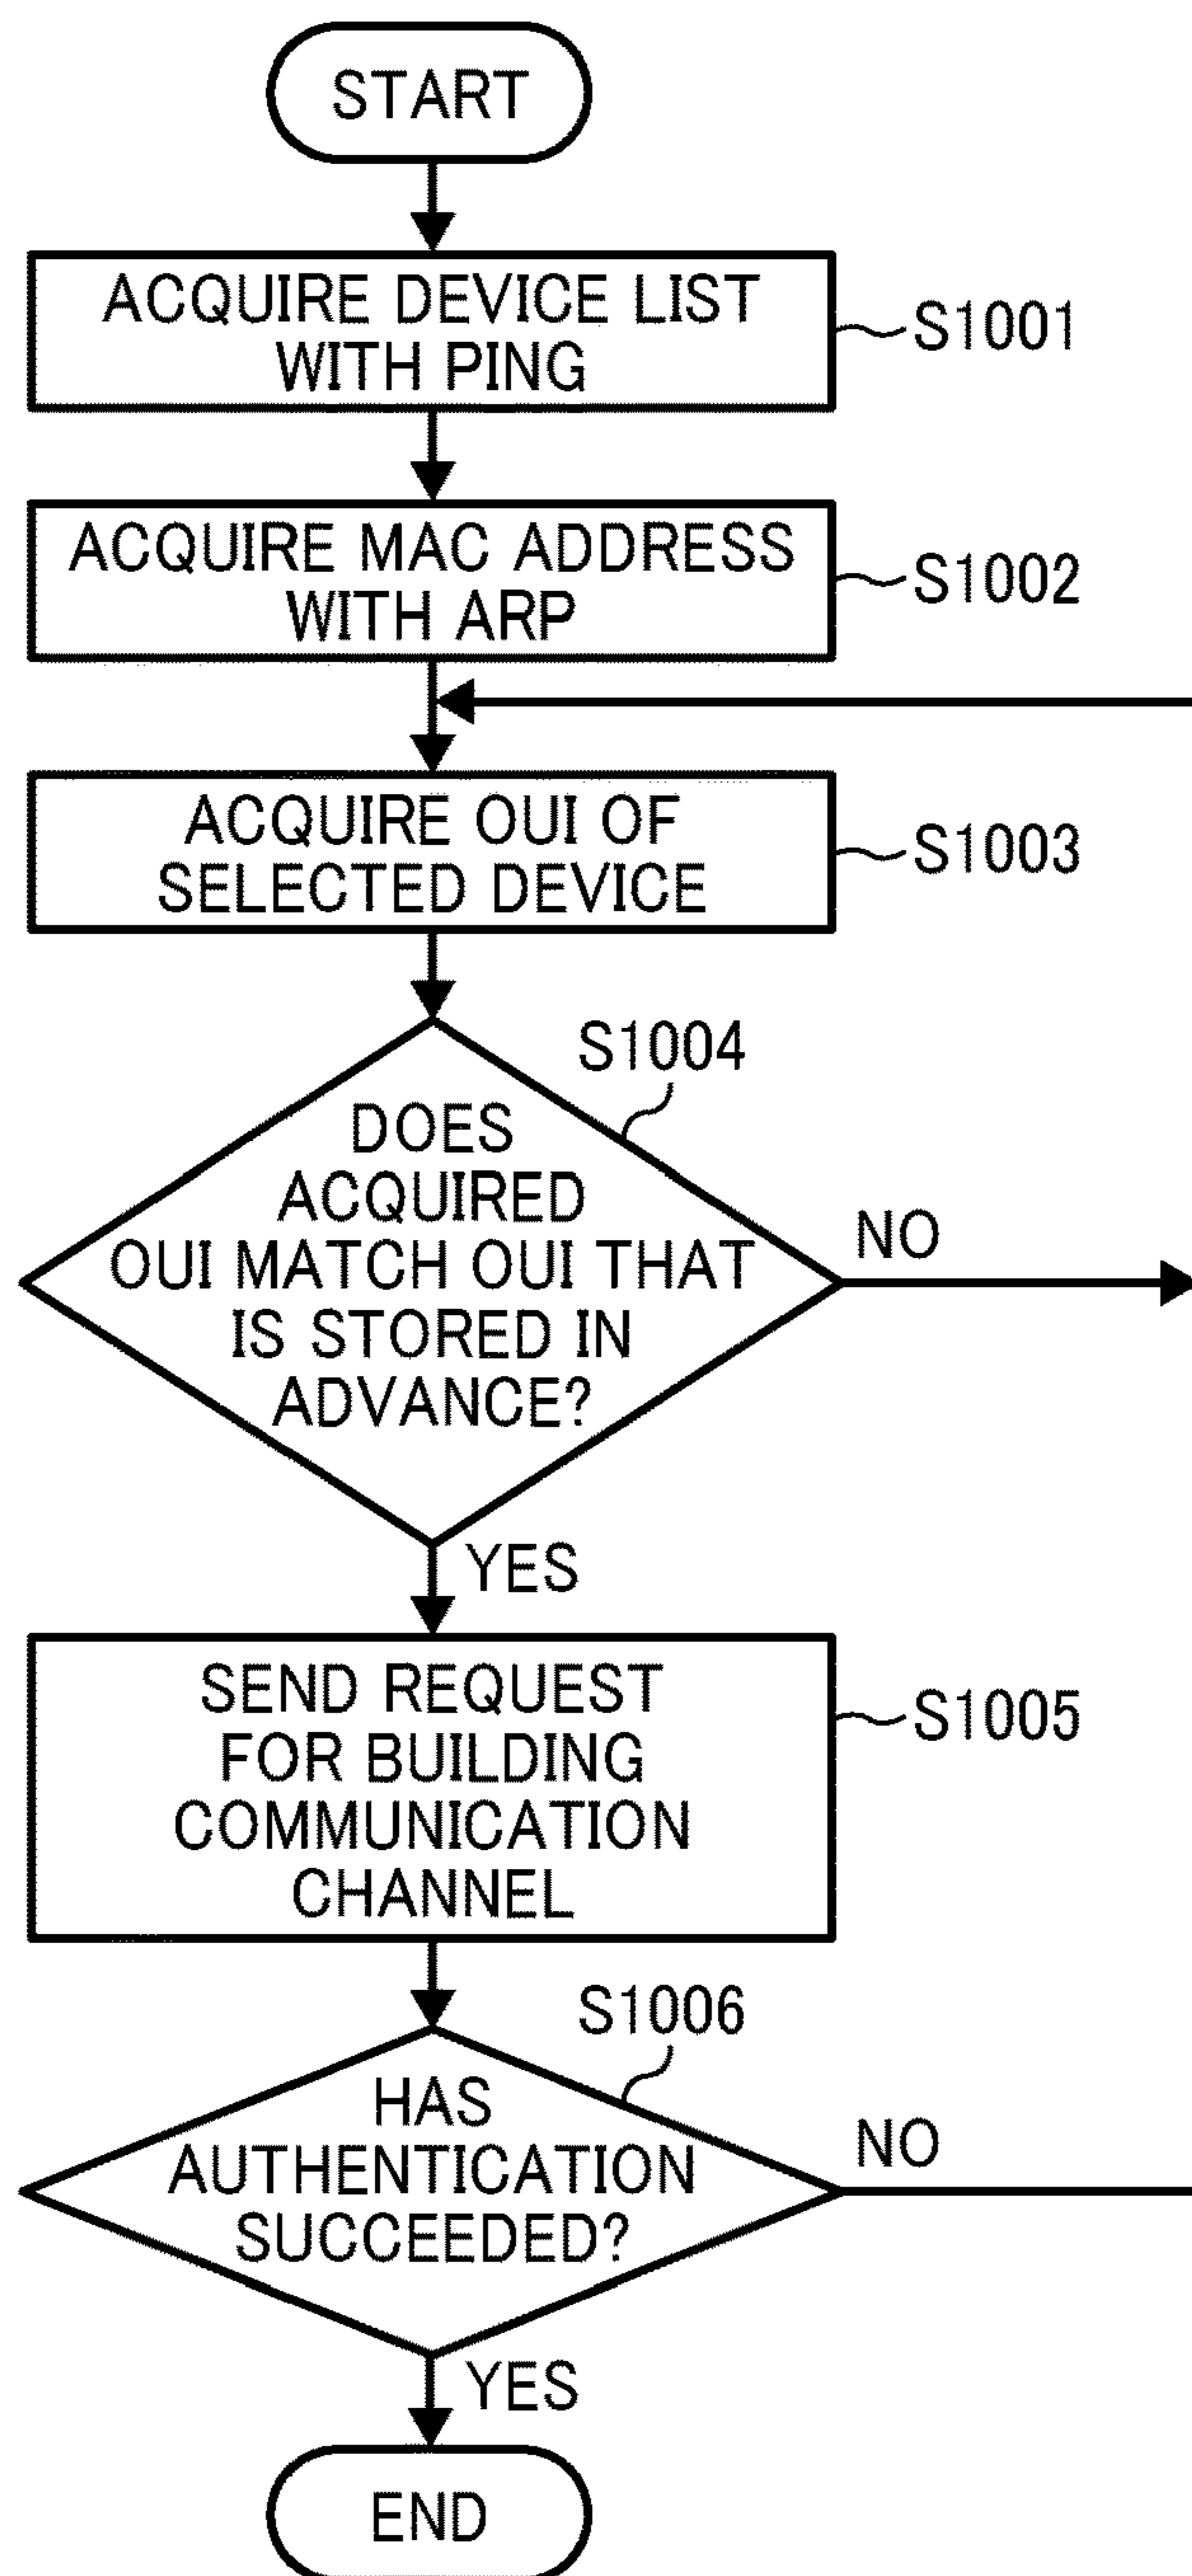 START
ACQUIRE DEVICE LIST
WITH PING
S1001
ACQUIRE MAC ADDRESS
WITH ARP
S1002
ACQUIRE OUI OF
SELECTED DEVICE
S1003
S1004
DOES
ACQUIRED
OUI MATCH OUI THAT
IS STORED IN
ADVANCE?
NO
YES
SEND REQUEST
FOR BUILDING
COMMUNICATION
CHANNEL
S1005
S1006
HAS
AUTHENTICATION
SUCCEEDED?
NO
YES
END